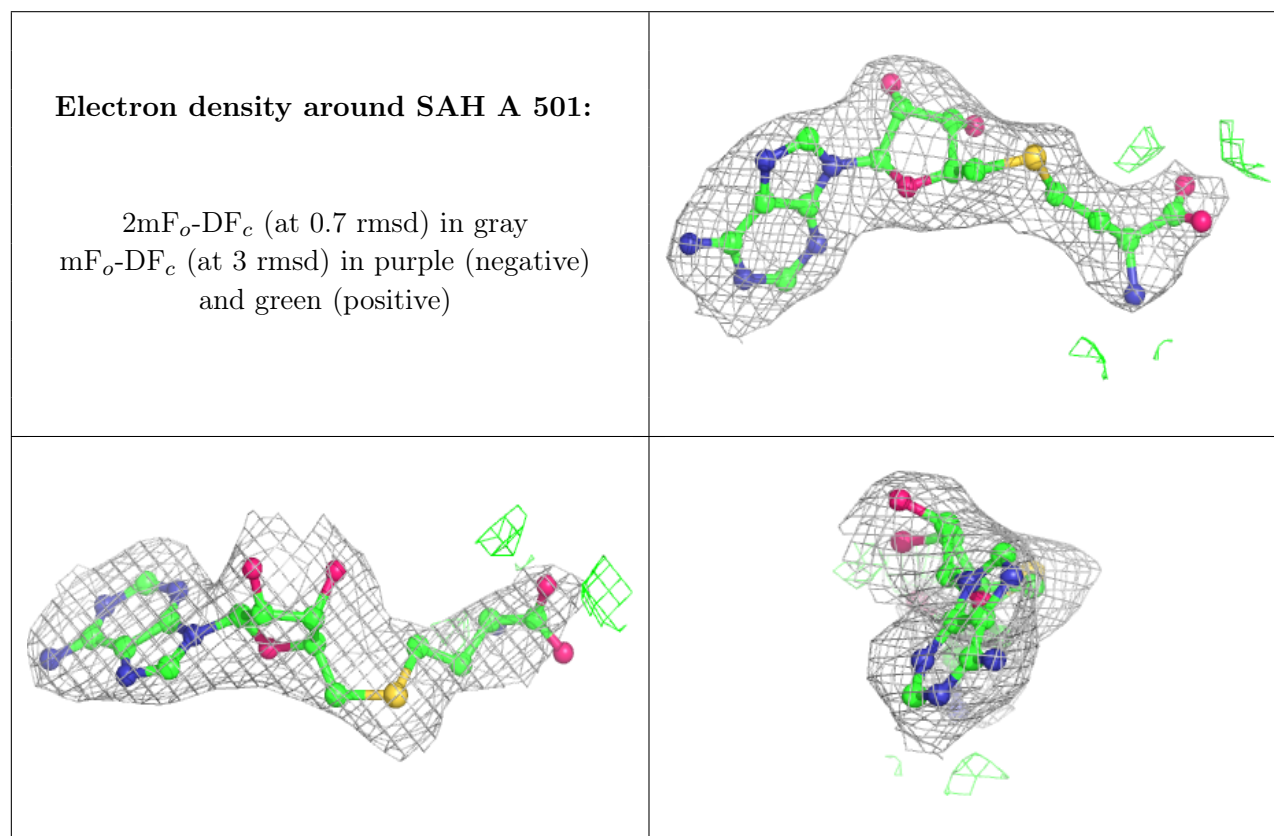 Electron density around SAH A 501:
2mFₒ-DF𝒸 (at 0.7 rmsd) in gray
mFₒ-DF𝒸 (at 3 rmsd) in purple (negative)
and green (positive)